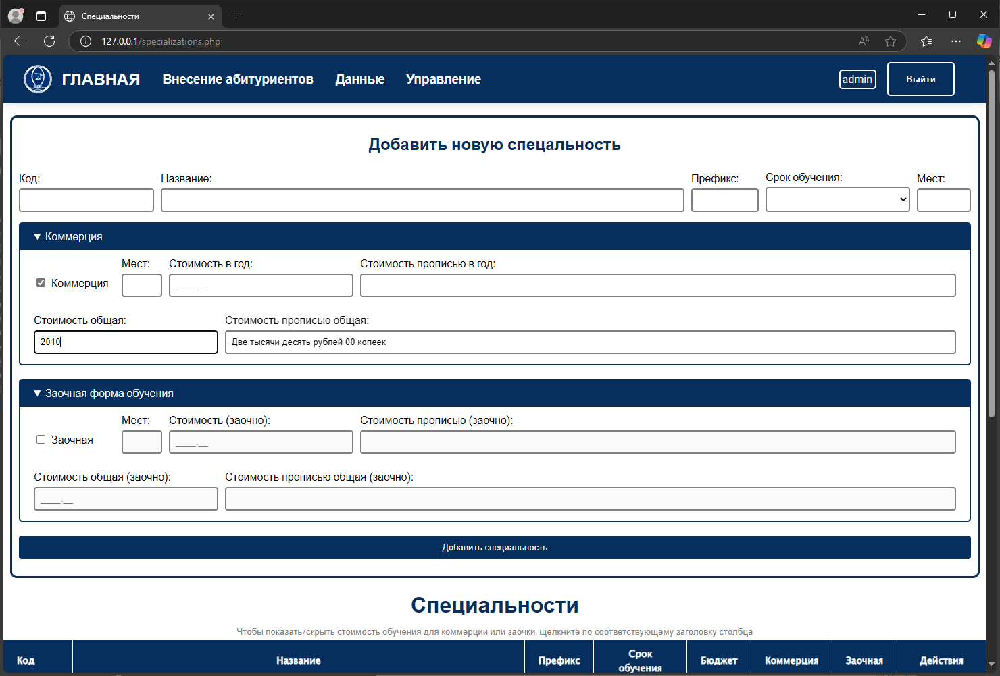 Специальности
127.0.0.1/specializations.php
ГЛАВНАЯ Внесение абитуриентов Данные Управление admin Выйти
Добавить новую спецальность
Код: Название: Префикс: Срок обучения: Мест:
▼ Коммерция
Мест: Стоимость в год: Стоимость прописью в год:
Коммерция ____.__
Стоимость общая: Стоимость прописью общая:
2010 Две тысячи десять рублей 00 копеек
▼ Заочная форма обучения
Мест: Стоимость (заочно): Стоимость прописью (заочно):
Заочная ____.__
Стоимость общая (заочно): Стоимость прописью общая (заочно):
____.__
Добавить специальность
Специальности
Чтобы показать/скрыть стоимость обучения для коммерции или заочки, щёлкните по соответствующему заголовку столбца
Код Название Префикс Срок обучения Бюджет Коммерция Заочная Действия